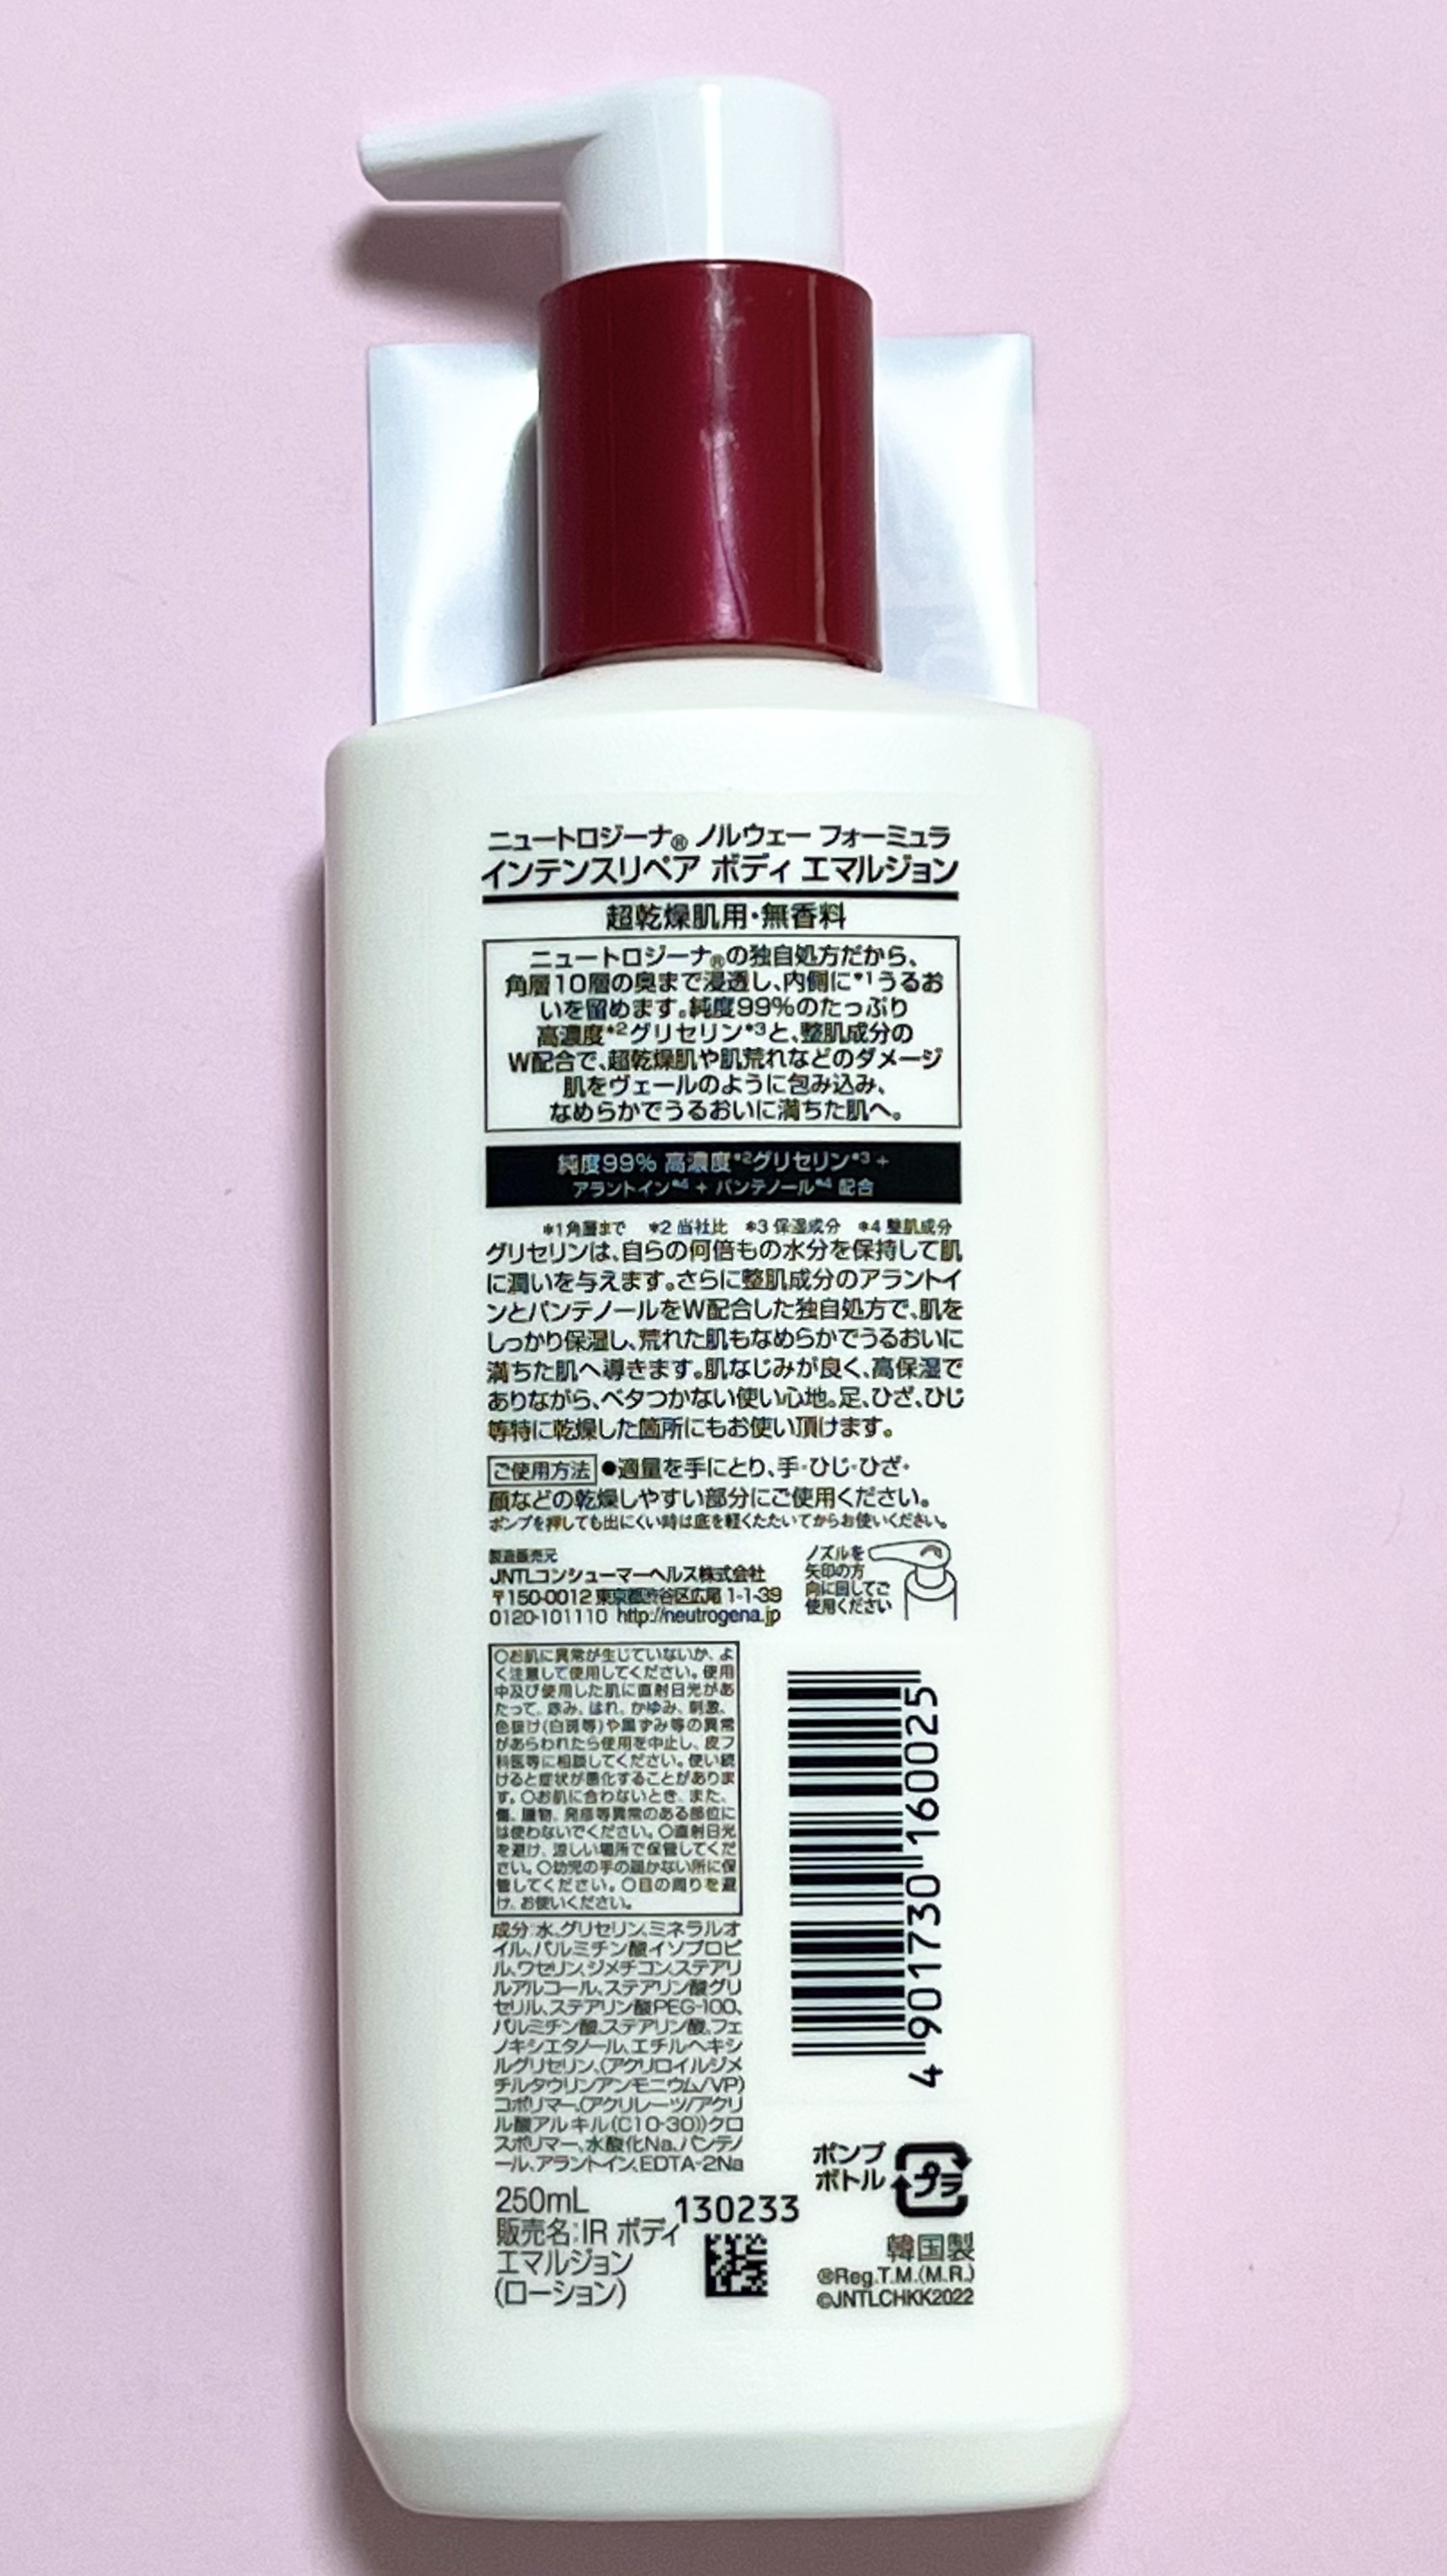 ニュートロジーナ® ノルウェー フォーミュラ
インテンスリペア ボディ エマルジョン
超乾燥肌用・無香料
ニュートロジーナ®の独自処方だから、
角層10層の奥まで浸透し、内側に*1うるお
いを留めます。純度99%のたっぷり
高濃度*2グリセリン*3と、整肌成分の
W配合で、超乾燥肌や肌荒れなどのダメージ
肌をヴェールのように包み込み、
なめらかでうるおいに満ちた肌へ。
純度99% 高濃度*2グリセリン*3 +
アラントイン*4 + パンテノール*4 配合
*1角層まで *2 当社比 *3 保湿成分 *4 整肌成分
グリセリンは、自らの何倍もの水分を保持して肌
に潤いを与えます。さらに整肌成分のアラントイ
ンとパンテノールをW配合した独自処方で、肌を
しっかり保湿し、荒れた肌もなめらかでうるおいに
満ちた肌へ導きます。肌なじみが良く、高保湿で
ありながら、ベタつかない使い心地。足、ひざ、ひじ
等特に乾燥した箇所にもお使い頂けます。
ご使用方法 ●適量を手にとり、手・ひじ・ひざ・
顔などの乾燥しやすい部分にご使用ください。
ポンプを押しても出にくい時は底を軽くたたいてからお使いください。
製造販売元
JNTLコンシューマーヘルス株式会社
〒150-0012 東京都渋谷区広尾 1-1-39
0120-101110 http://neutrogena.jp
ノズルを
矢印の方
向に回してご
使用ください
○お肌に異常が生じていないか、よ
く注意して使用してください。使用
中及び使用した肌に直射日光があ
たって、赤み、はれ、かゆみ、刺激、
色抜け(白斑等)や黒ずみ等の異常
があらわれたら使用を中止し、皮フ
科医等に相談してください。使い続
けると症状が悪化することがありま
す。○お肌に合わないとき、また、
傷、腫物、発疹等異常のある部位に
は使わないでください。○直射日光
を避け、涼しい場所で保管してくだ
さい。○幼児の手の届かない所に保
管してください。○目の周りを避
け、お使いください。
成分:水、グリセリン、ミネラルオ
イル、パルミチン酸イソプロピ
ル、ワセリン、ジメチコン、ステアリ
ルアルコール、ステアリン酸グリ
セリル、ステアリン酸PEG-100、
パルミチン酸、ステアリン酸、フェ
ノキシエタノール、エチルヘキシ
ルグリセリン、(アクリロイルジメ
チルタウリンアンモニウム/VP)
コポリマー、(アクリレーツ/アクリ
ル酸アルキル(C10-30))クロ
スポリマー、水酸化Na、パンテノ
ール、アラントイン、EDTA-2Na
4 901730 160025
250mL
販売名:IR ボディ
エマルジョン
(ローション)
130233
ポンプ
ボトル
プラ
韓国製
®Reg.T.M.(M.R.)
©JNTLCHKK2022